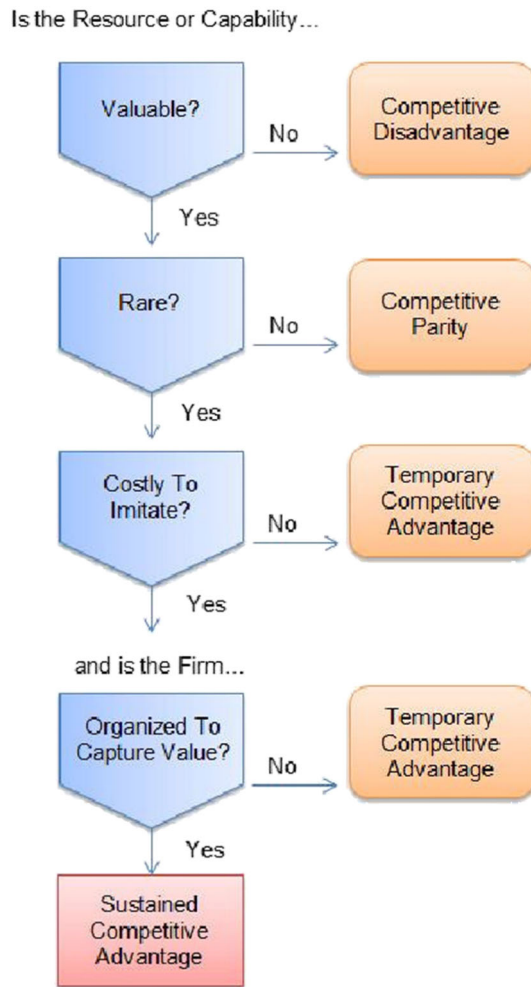 Is the Resource or Capability...
Valuable?
No
Competitive
Disadvantage
Yes
Rare?
No
Competitive
Parity
Yes
Costly To
Imitate?
No
Temporary
Competitive
Advantage
Yes
and is the Firm...
Organized To
Capture Value?
No
Temporary
Competitive
Advantage
Yes
Sustained
Competitive
Advantage